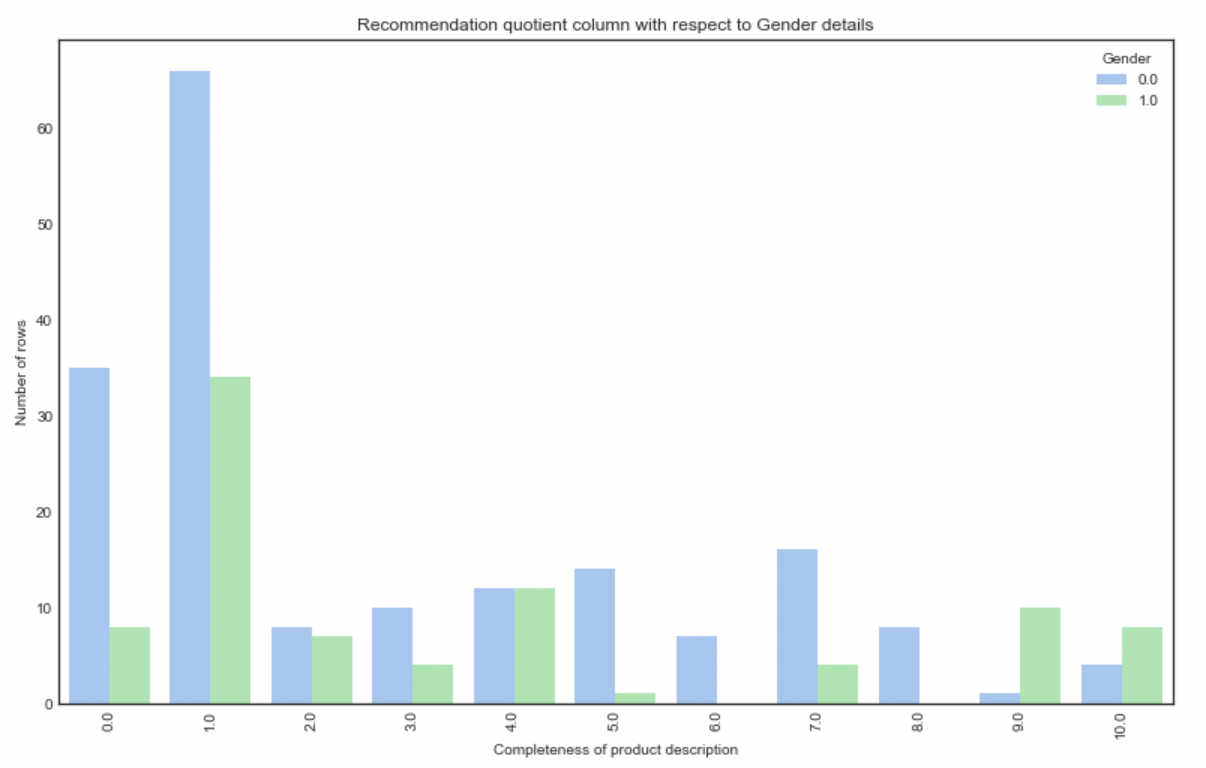 Recommendation quotient column with respect to Gender details
Gender
0.0
1.0
Number of rows
60
50
40
30
20
10
0
0.0 1.0 2.0 3.0 4.0 5.0 6.0 7.0 8.0 9.0 10.0
Completeness of product description